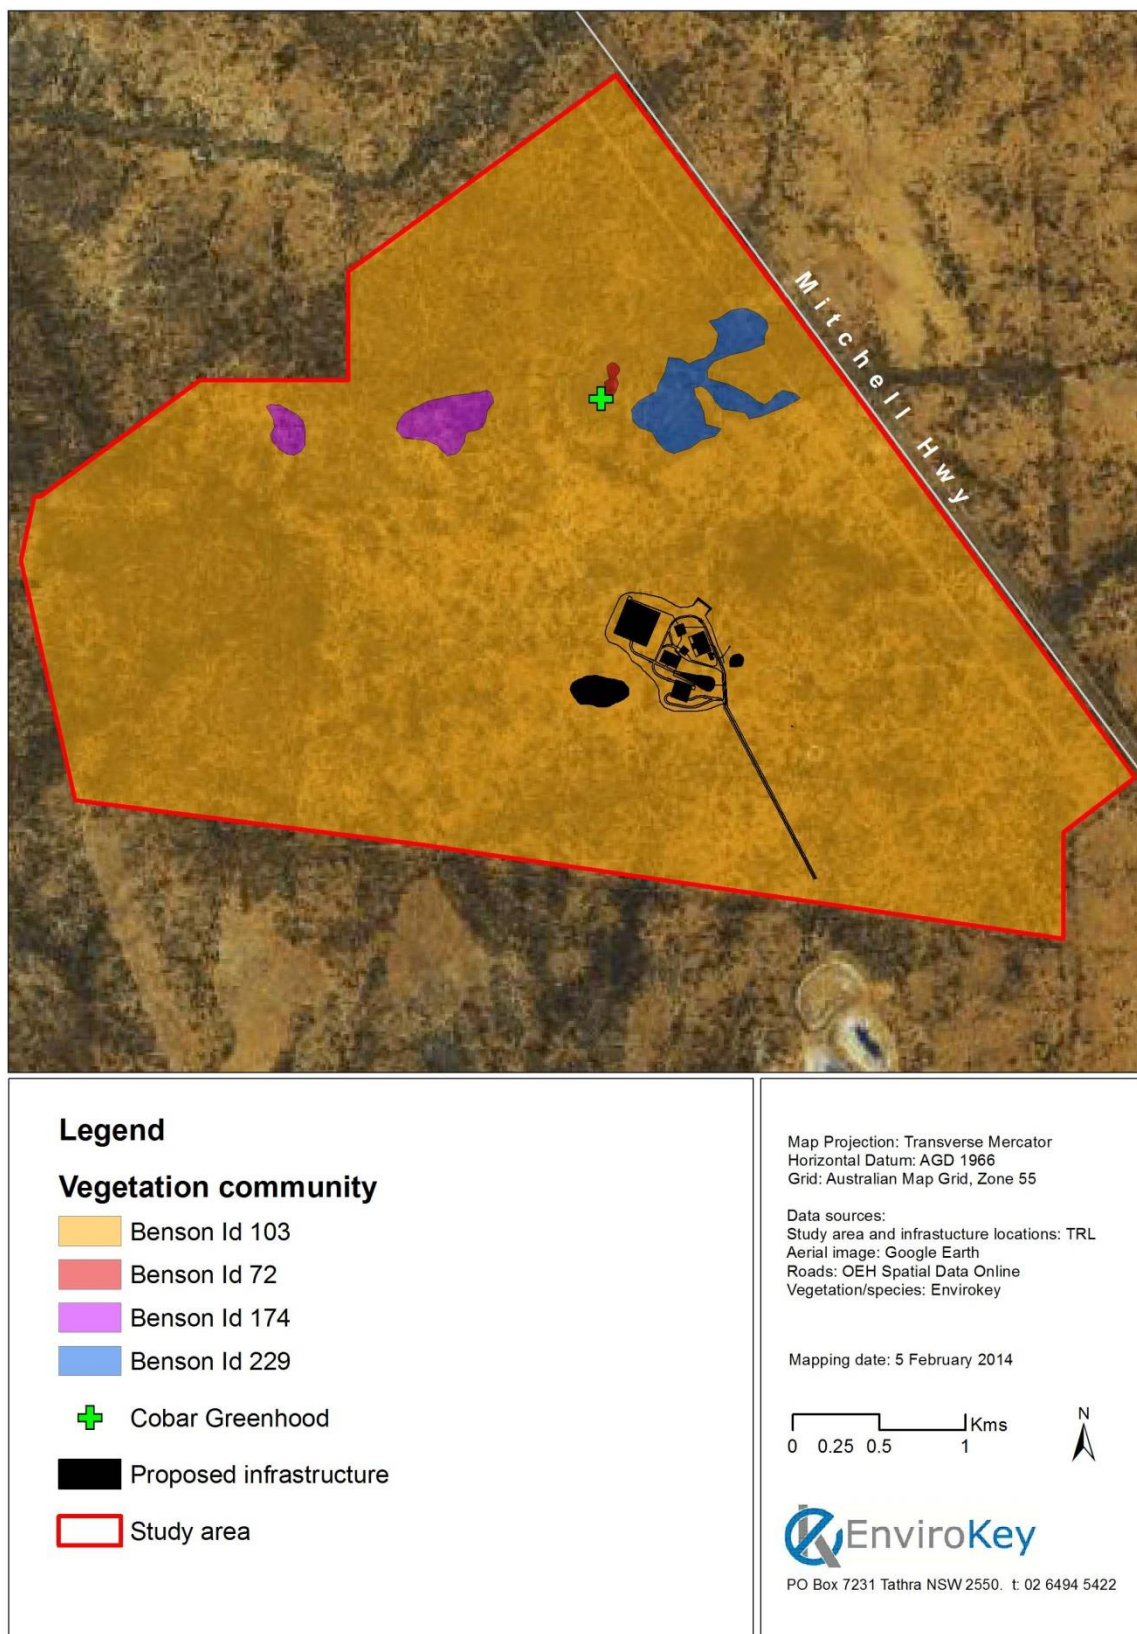 Mitchell Hwy
Legend
Vegetation community
Benson Id 103
Benson Id 72
Benson Id 174
Benson Id 229
Cobar Greenhood
Proposed infrastructure
Study area
Map Projection: Transverse Mercator
Horizontal Datum: AGD 1966
Grid: Australian Map Grid, Zone 55
Data sources:
Study area and infrastucture locations: TRL
Aerial image: Google Earth
Roads: OEH Spatial Data Online
Vegetation/species: Envirokey
Mapping date: 5 February 2014
Kms
0 0.25 0.5 1
N
EnviroKey
PO Box 7231 Tathra NSW 2550. t: 02 6494 5422